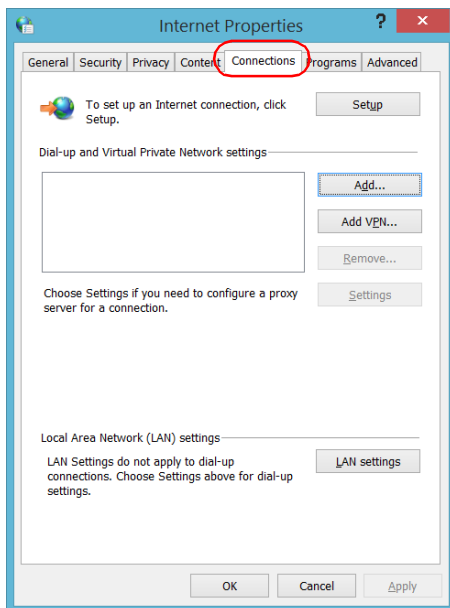 Internet Properties
?
×
General Security Privacy Content Connections Programs Advanced
To set up an Internet connection, click
Setup.
Setup
Dial-up and Virtual Private Network settings
Add...
Add VPN...
Remove...
Choose Settings if you need to configure a proxy
server for a connection.
Settings
Local Area Network (LAN) settings
LAN Settings do not apply to dial-up
connections. Choose Settings above for dial-up
settings.
LAN settings
OK Cancel Apply